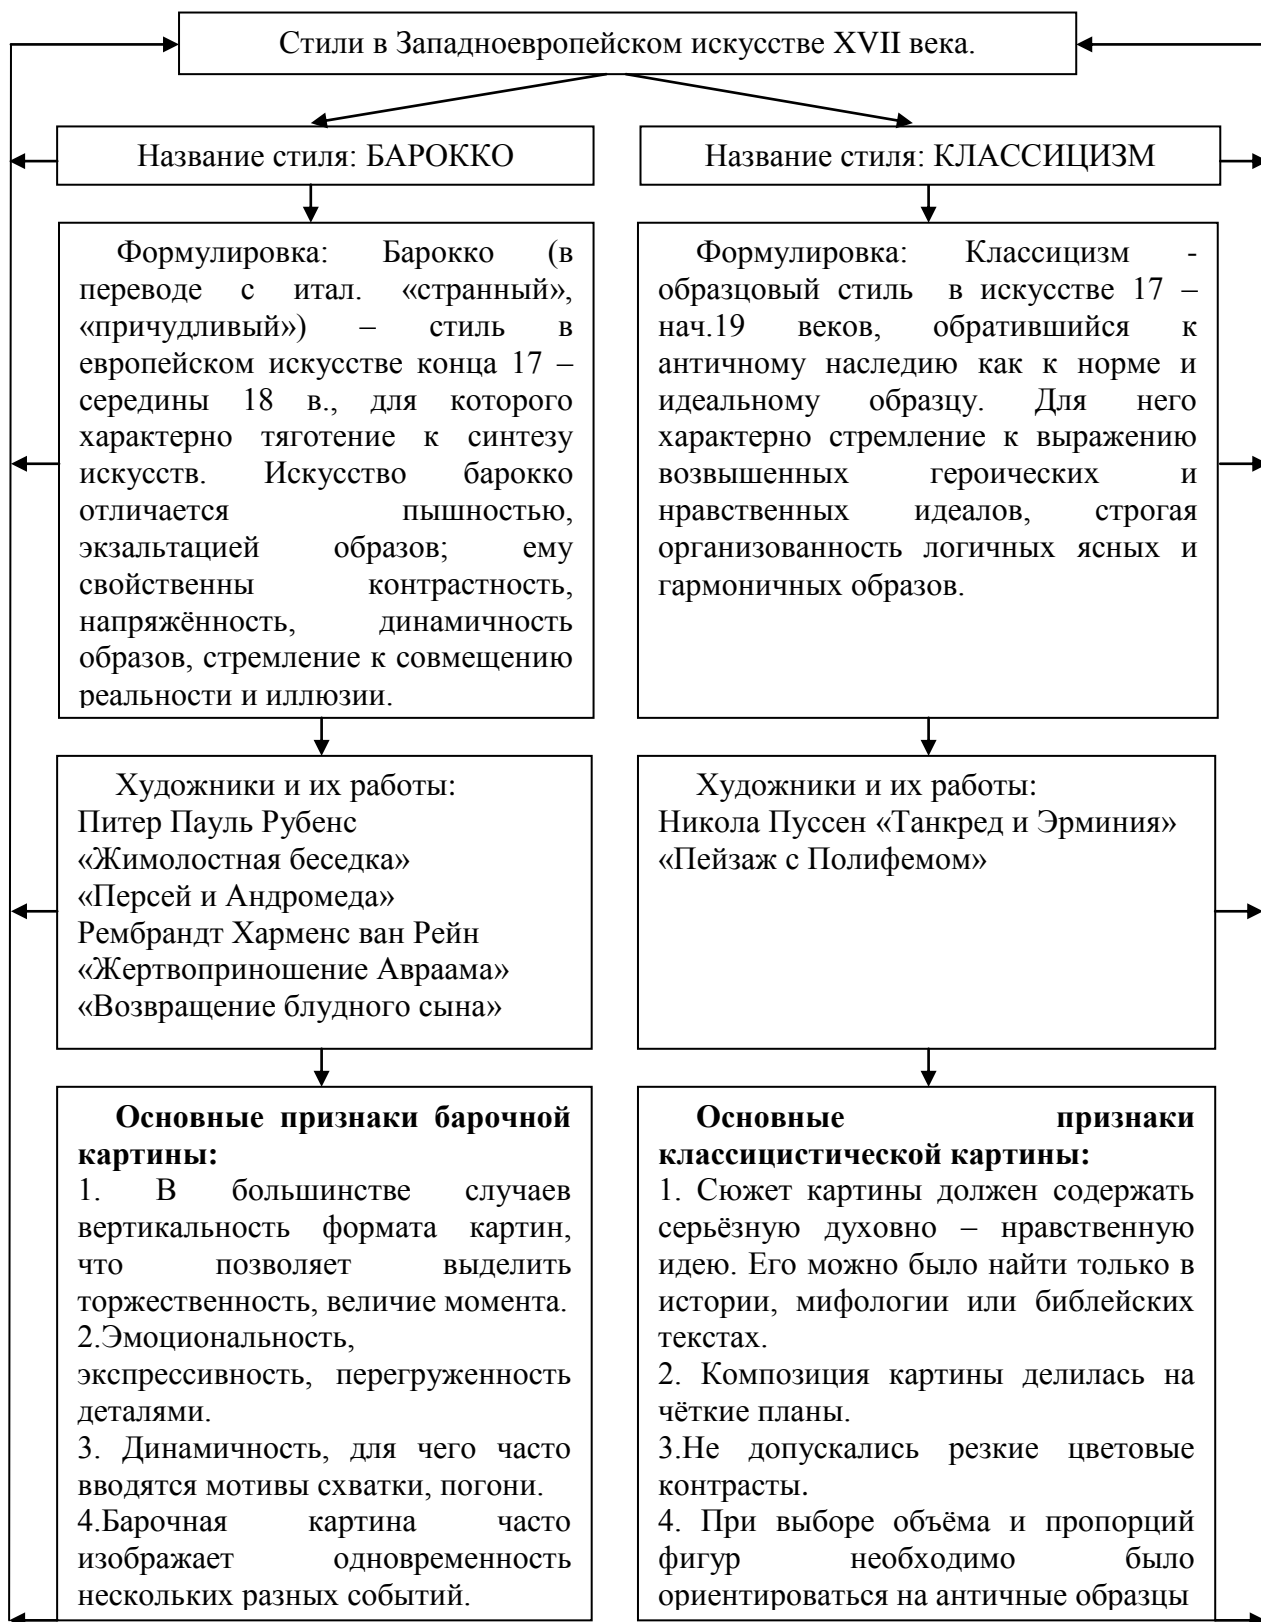 Стили в Западноевропейском искусстве XVII века.
Название стиля: БАРОККО
Формулировка: Барокко (в
переводе с итал. «странный»,
«причудливый») – стиль в
европейском искусстве конца 17 –
середины 18 в., для которого
характерно тяготение к синтезу
искусств. Искусство барокко
отличается пышностью,
экзальтацией образов; ему
свойственны контрастность,
напряжённость, динамичность
образов, стремление к совмещению
реальности и иллюзии.
Художники и их работы:
Питер Пауль Рубенс
«Жимолостная беседка»
«Персей и Андромеда»
Рембрандт Харменс ван Рейн
«Жертвоприношение Авраама»
«Возвращение блудного сына»
Основные признаки барочной
картины:
1. В большинстве случаев
вертикальность формата картин,
что позволяет выделить
торжественность, величие момента.
2.Эмоциональность,
экспрессивность, перегруженность
деталями.
3. Динамичность, для чего часто
вводятся мотивы схватки, погони.
4.Барочная картина часто
изображает одновременность
нескольких разных событий.
Название стиля: КЛАССИЦИЗМ
Формулировка: Классицизм -
образцовый стиль в искусстве 17 –
нач.19 веков, обратившийся к
античному наследию как к норме и
идеальному образцу. Для него
характерно стремление к выражению
возвышенных героических и
нравственных идеалов, строгая
организованность логичных ясных и
гармоничных образов.
Художники и их работы:
Никола Пуссен «Танкред и Эрминия»
«Пейзаж с Полифемом»
Основные признаки
классицистической картины:
1. Сюжет картины должен содержать
серьёзную духовно – нравственную
идею. Его можно было найти только в
истории, мифологии или библейских
текстах.
2. Композиция картины делилась на
чёткие планы.
3.Не допускались резкие цветовые
контрасты.
4. При выборе объёма и пропорций
фигур необходимо было
ориентироваться на античные образцы